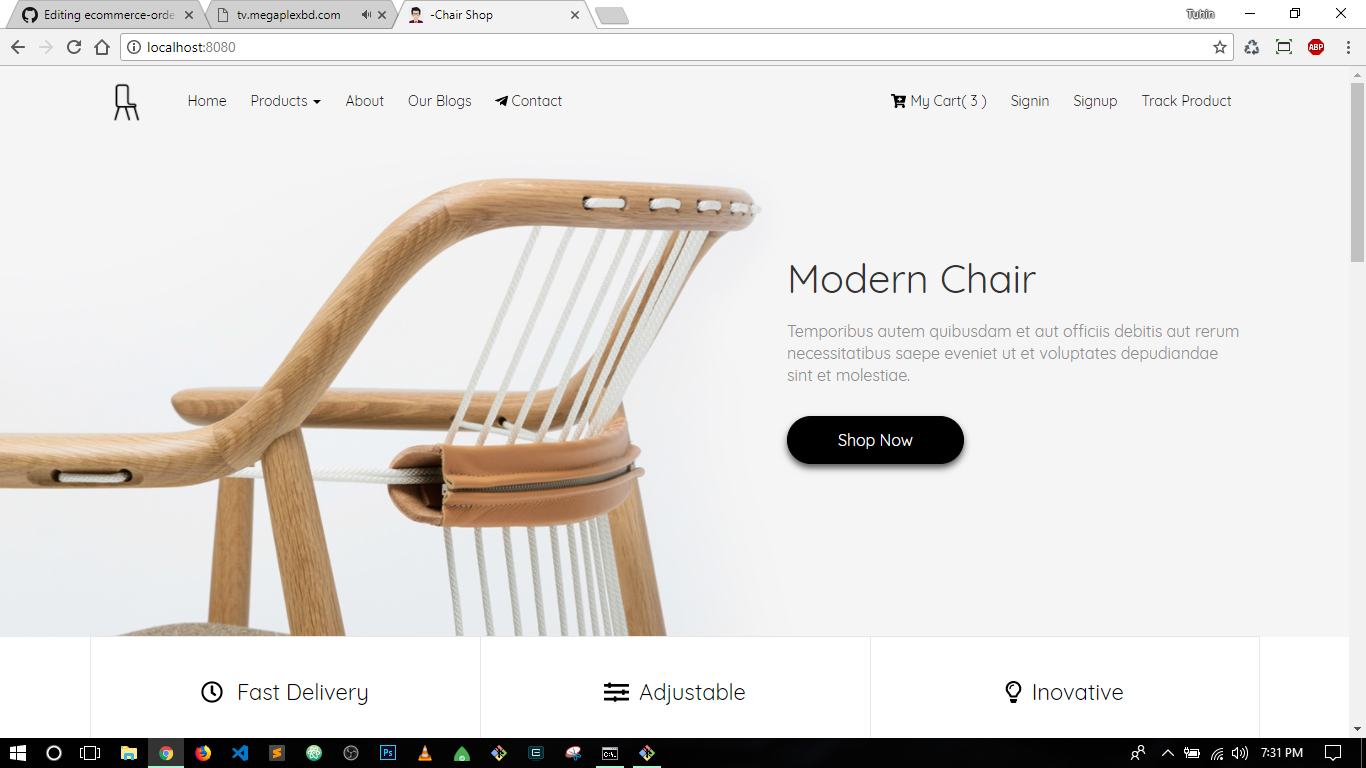 Editing ecommerce-orde
tv.megaplexbd.com
-Chair Shop
Tuhin
localhost:8080
ABP
Home Products About Our Blogs Contact My Cart( 3 ) Signin Signup Track Product
Modern Chair
Temporibus autem quibusdam et aut officiis debitis aut rerum
necessitatibus saepe eveniet ut et voluptates depudiandae
sint et molestiae.
Shop Now
Fast Delivery
Adjustable
Inovative
Ps
7:31 PM